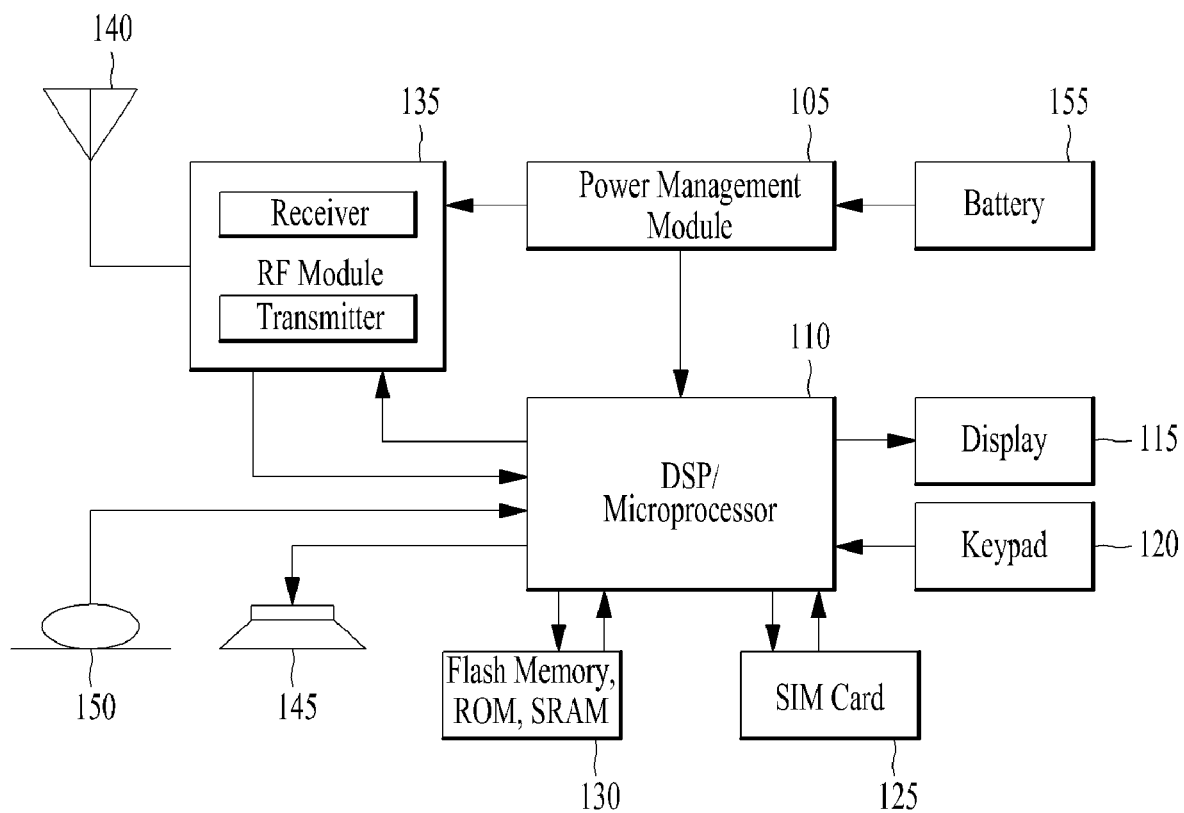 140
135
105
155
Receiver
RF Module
Transmitter
Power Management
Module
Battery
110
DSP/
Microprocessor
Display
115
Keypad
120
150
145
Flash Memory,
ROM, SRAM
130
SIM Card
125